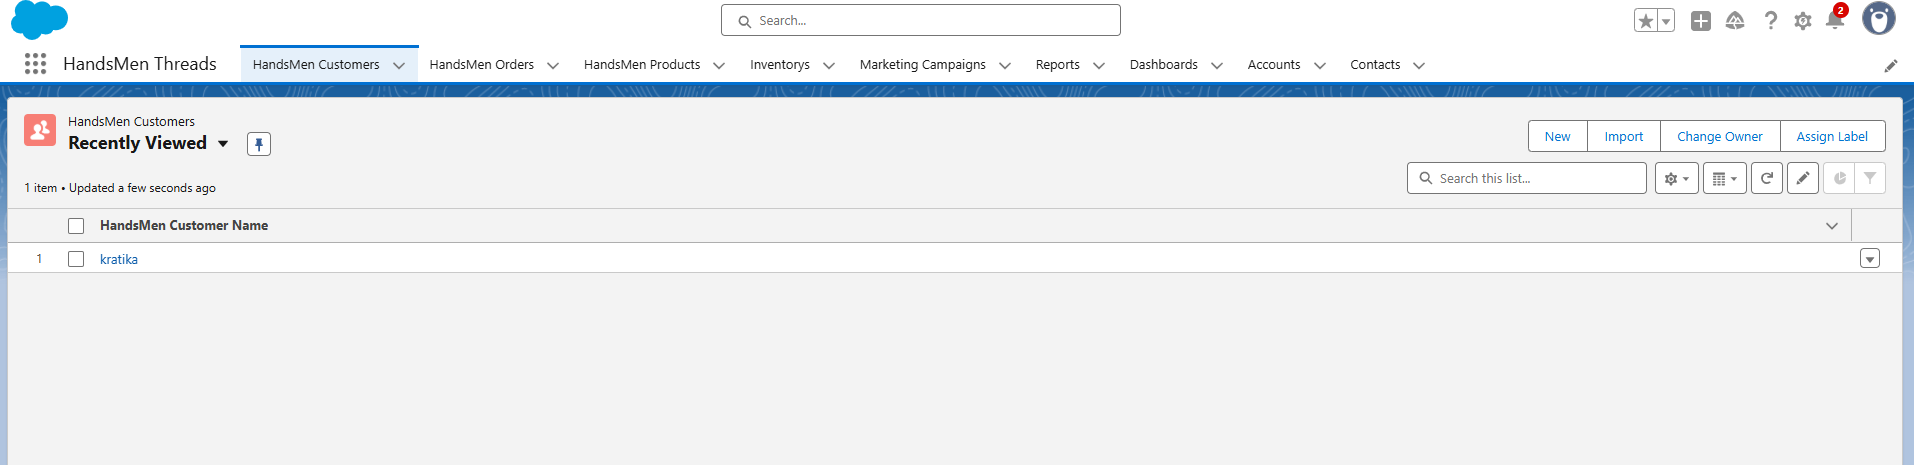 Search...
2
HandsMen Threads
HandsMen Customers
HandsMen Orders
HandsMen Products
Inventorys
Marketing Campaigns
Reports
Dashboards
Accounts
Contacts
HandsMen Customers
Recently Viewed
New
Import
Change Owner
Assign Label
1 item • Updated a few seconds ago
Search this list...
HandsMen Customer Name
1
kratika